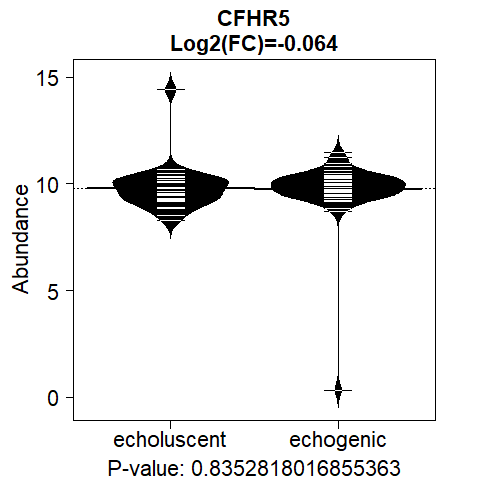 CFHR5
Log2(FC)=-0.064
Abundance
15
10
5
0
echoluscent echogenic
P-value: 0.8352818016855363